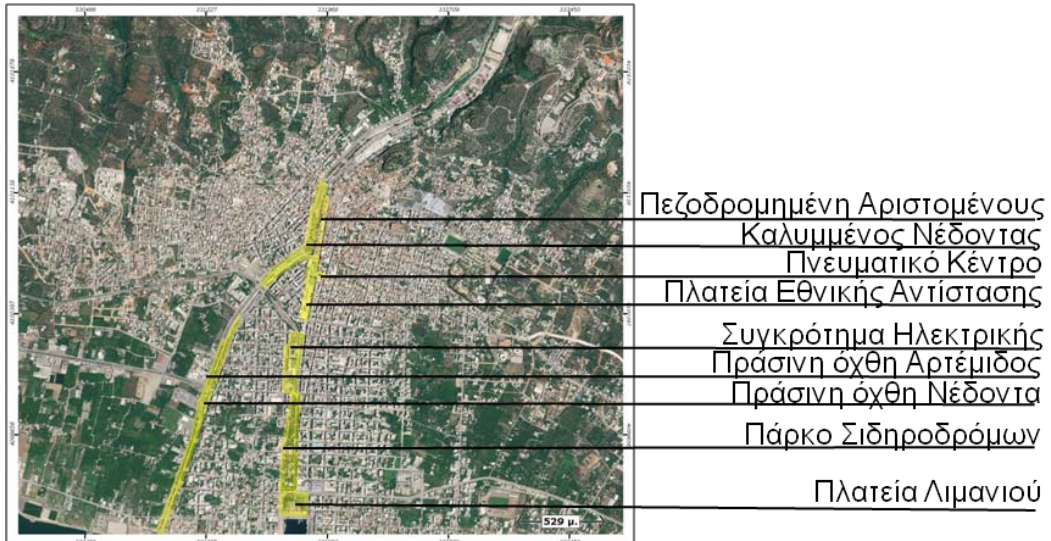 Πεζοδρομημένη Αριστομένους
Καλυμμένος Νέδοντας
Πνευματικό Κέντρο
Πλατεία Εθνικής Αντίστασης
Συγκρότημα Ηλεκτρικής
Πράσινη όχθη Αρτέμιδος
Πράσινη όχθη Νέδοντα
Πάρκο Σιδηροδρόμων
Πλατεία Λιμανιού
529 μ.